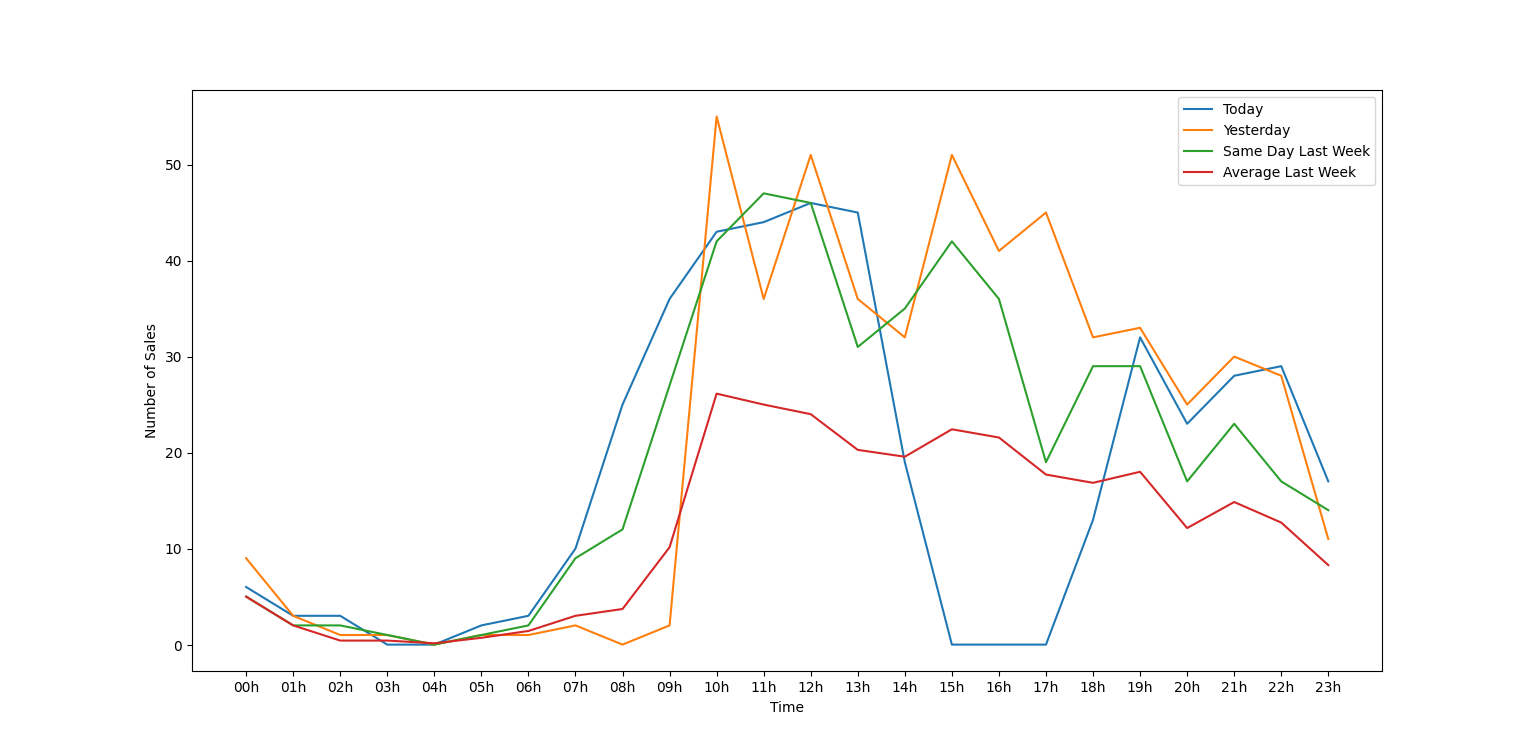 Today
Yesterday
Same Day Last Week
Average Last Week
50
40
30
20
10
0
Number of Sales
00h 01h 02h 03h 04h 05h 06h 07h 08h 09h 10h 11h 12h 13h 14h 15h 16h 17h 18h 19h 20h 21h 22h 23h
Time